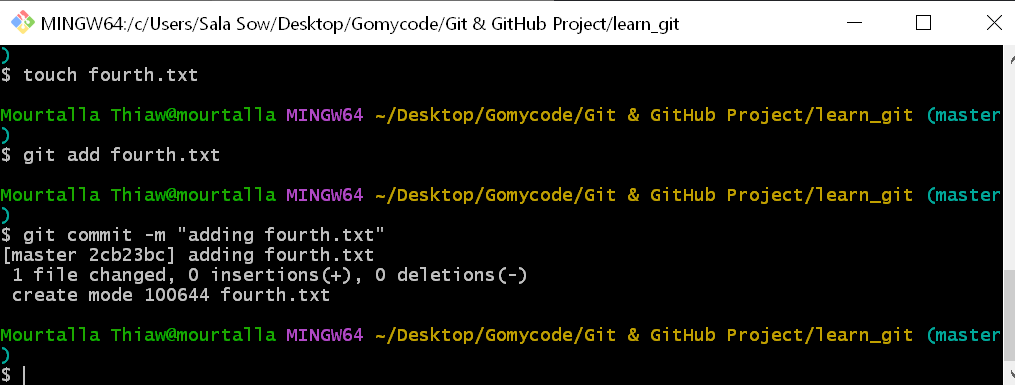 MINGW64:/c/Users/Sala Sow/Desktop/Gomycode/Git & GitHub Project/learn_git
)
$ touch fourth.txt
Mourtalla Thiaw@mourtalla MINGW64 ~/Desktop/Gomycode/Git & GitHub Project/learn_git (master
)
$ git add fourth.txt
Mourtalla Thiaw@mourtalla MINGW64 ~/Desktop/Gomycode/Git & GitHub Project/learn_git (master
)
$ git commit -m "adding fourth.txt"
[master 2cb23bc] adding fourth.txt
 1 file changed, 0 insertions(+), 0 deletions(-)
 create mode 100644 fourth.txt
Mourtalla Thiaw@mourtalla MINGW64 ~/Desktop/Gomycode/Git & GitHub Project/learn_git (master
)
$